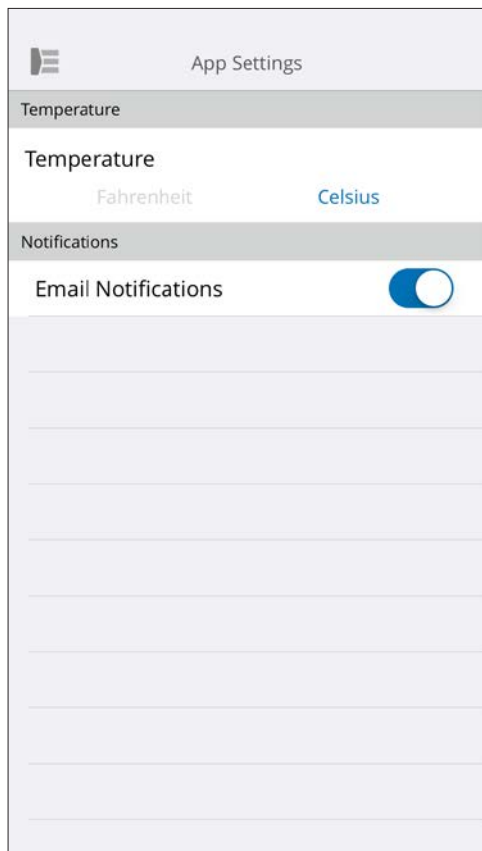 App Settings
Temperature
Temperature
Fahrenheit Celsius
Notifications
Email Notifications